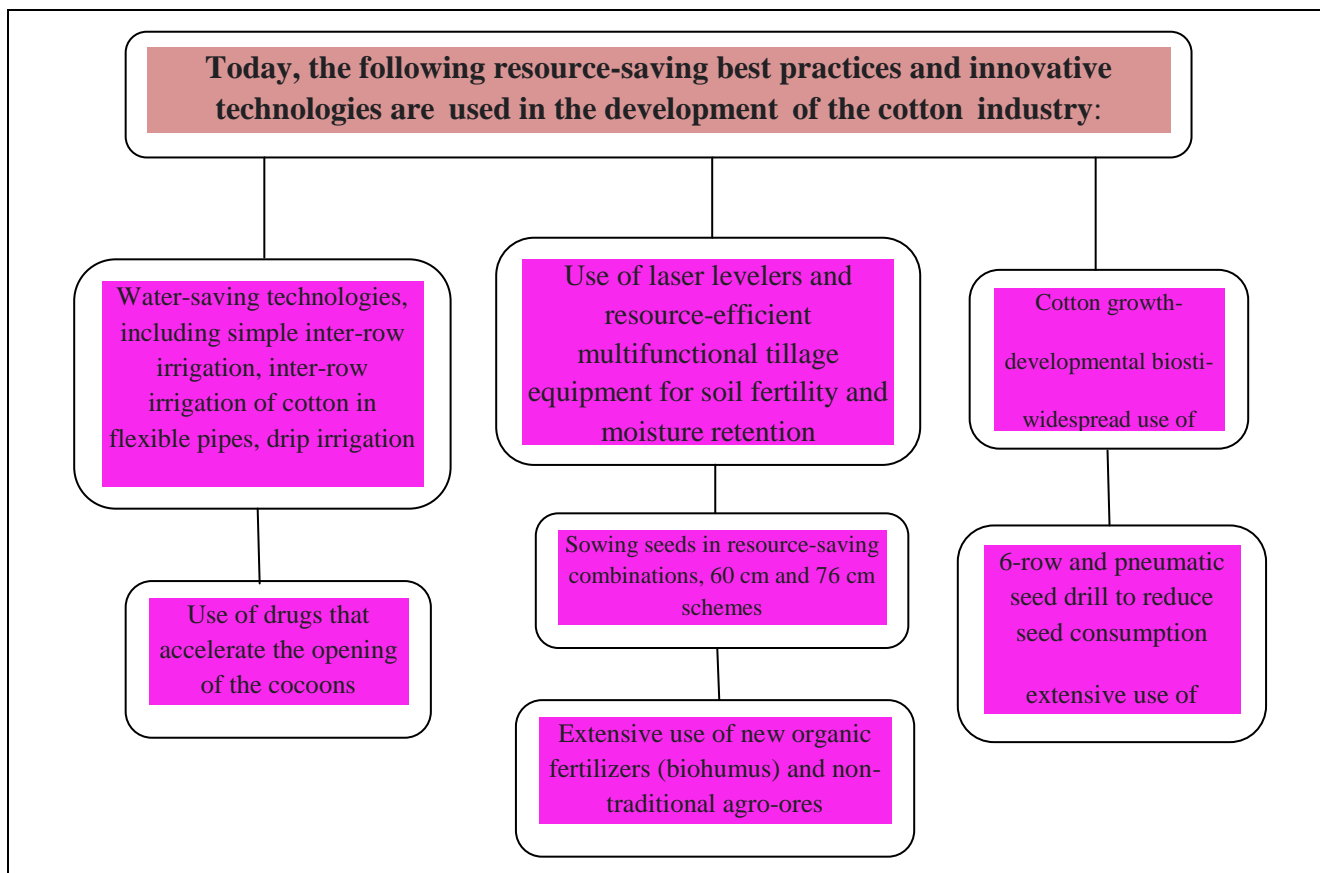 Today, the following resource-saving best practices and innovative
technologies are used in the development of the cotton industry:
Water-saving technologies,
including simple inter-row
irrigation, inter-row
irrigation of cotton in
flexible pipes, drip irrigation
Use of drugs that
accelerate the opening
of the cocoons
Use of laser levelers and
resource-efficient
multifunctional tillage
equipment for soil fertility and
moisture retention
Sowing seeds in resource-saving
combinations, 60 cm and 76 cm
schemes
Extensive use of new organic
fertilizers (biohumus) and non-
traditional agro-ores
Cotton growth-
developmental biosti-
widespread use of
6-row and pneumatic
seed drill to reduce
seed consumption
extensive use of